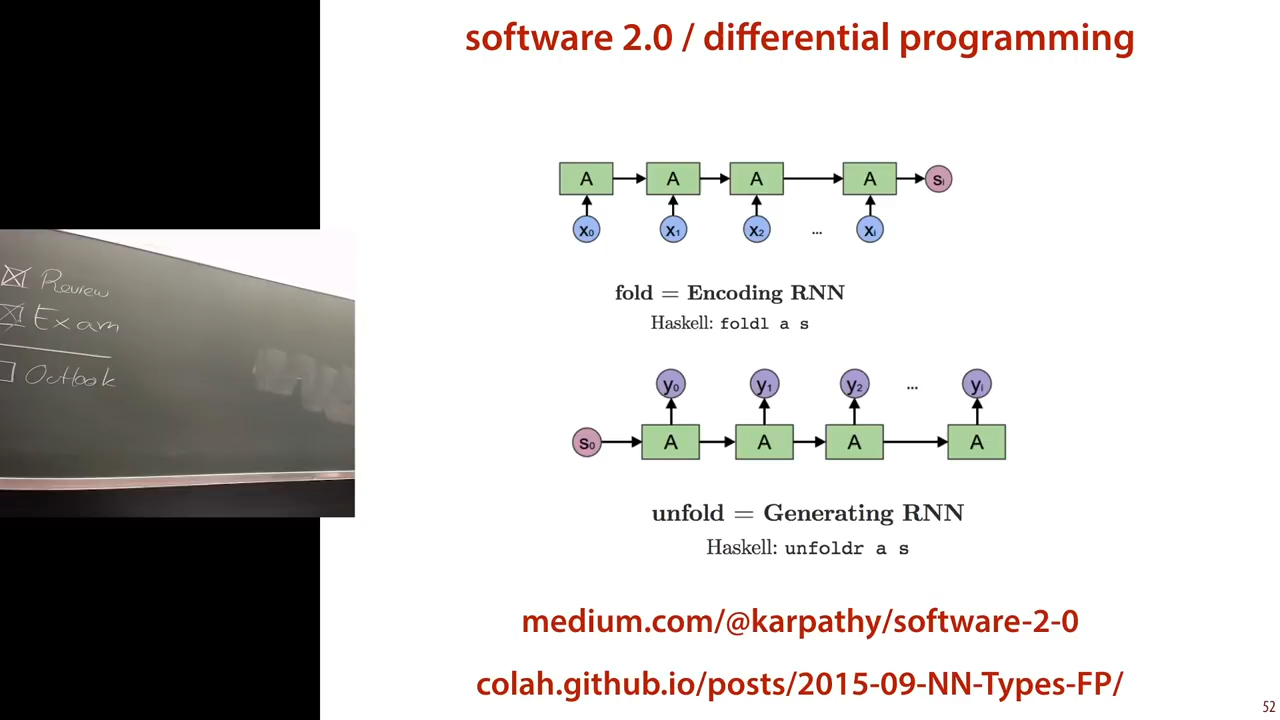 software 2.0 / differential programming
A A A A sᵢ
x₀ x₁ x₂ ... xᵢ
fold = Encoding RNN
Haskell: foldl a s
y₀ y₁ y₂ ... yᵢ
s₀ A A A A
unfold = Generating RNN
Haskell: unfoldr a s
medium.com/@karpathy/software-2-0
colah.github.io/posts/2015-09-NN-Types-FP/
52
Review
Exam
Outlook